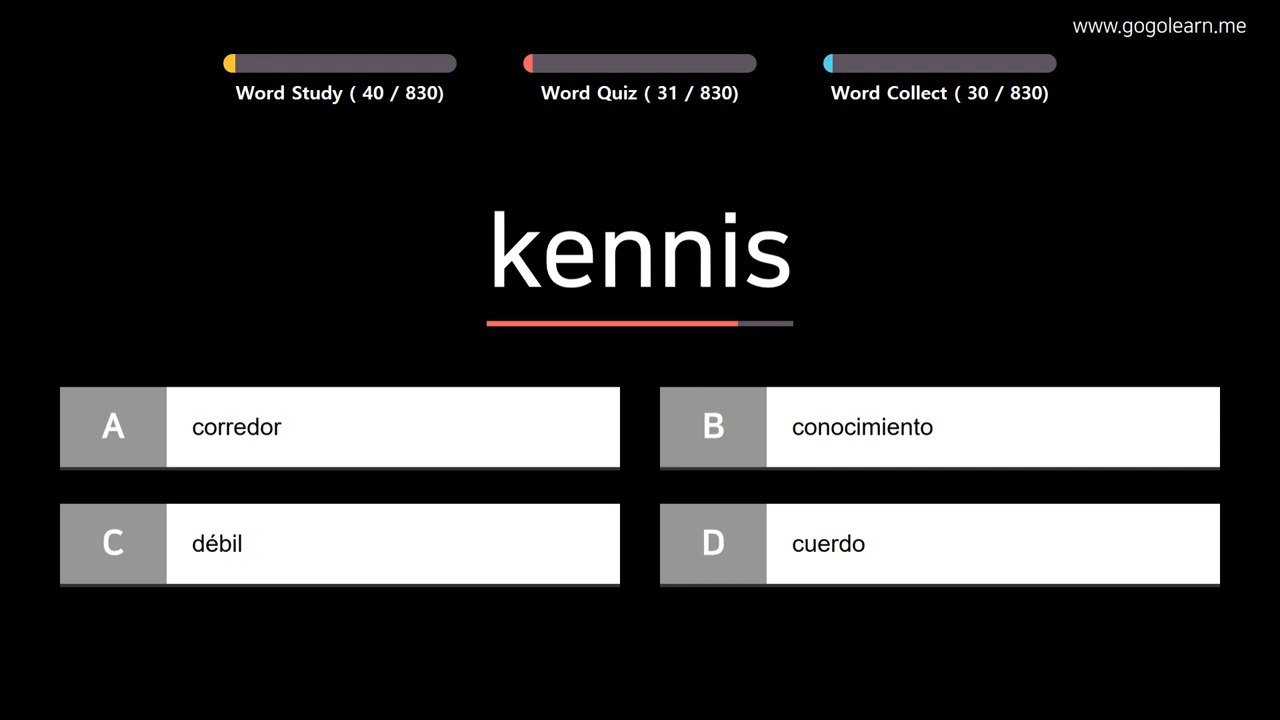 www.gogolearn.me
Word Study ( 40 / 830)
Word Quiz ( 31 / 830)
Word Collect ( 30 / 830)
kennis
A corredor
B conocimiento
C débil
D cuerdo